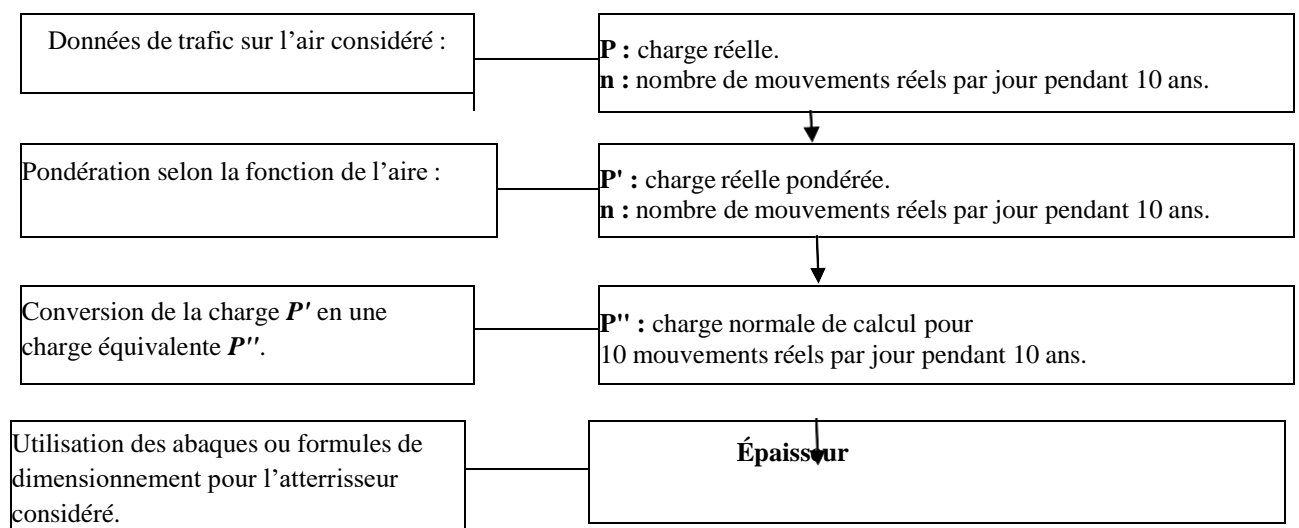 Données de trafic sur l’air considéré :
P : charge réelle.
n : nombre de mouvements réels par jour pendant 10 ans.
Pondération selon la fonction de l’aire :
P' : charge réelle pondérée.
n : nombre de mouvements réels par jour pendant 10 ans.
Conversion de la charge P' en une
charge équivalente P''.
P'' : charge normale de calcul pour
10 mouvements réels par jour pendant 10 ans.
Utilisation des abaques ou formules de
dimensionnement pour l’atterrisseur
considéré.
Épaisseur